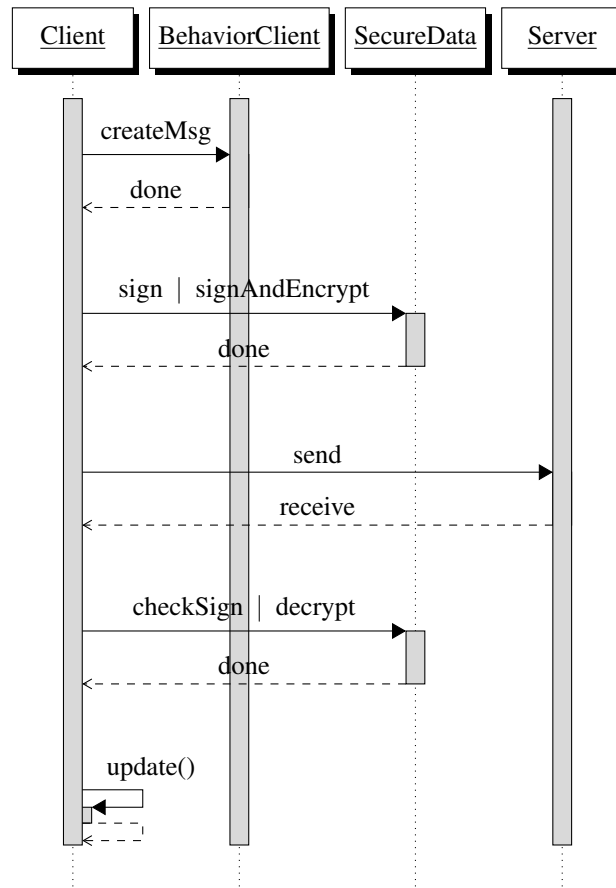 Client BehaviorClient SecureData Server
createMsg
done
sign | signAndEncrypt
done
send
receive
checkSign | decrypt
done
update()